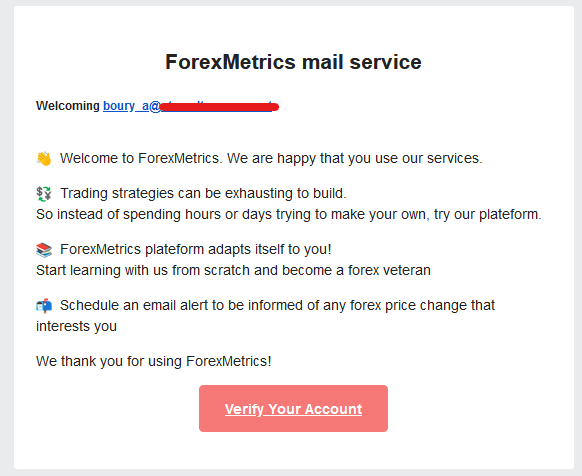 ForexMetrics mail service
Welcoming boury_a@
Welcome to ForexMetrics. We are happy that you use our services.
Trading strategies can be exhausting to build.
So instead of spending hours or days trying to make your own, try our plateform.
ForexMetrics plateform adapts itself to you!
Start learning with us from scratch and become a forex veteran
Schedule an email alert to be informed of any forex price change that
interests you
We thank you for using ForexMetrics!
Verify Your Account